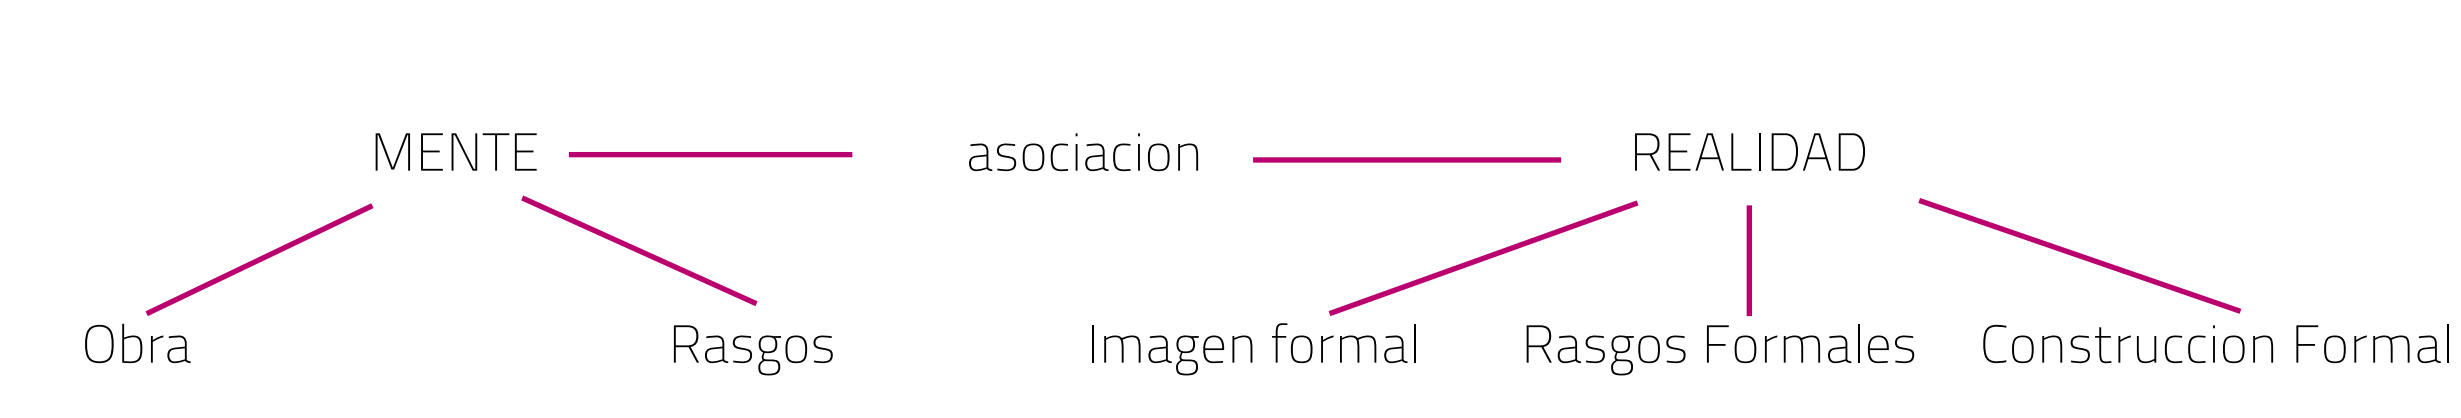 MENTE asociacion REALIDAD
Obra Rasgos Imagen formal Rasgos Formales Construccion Formal